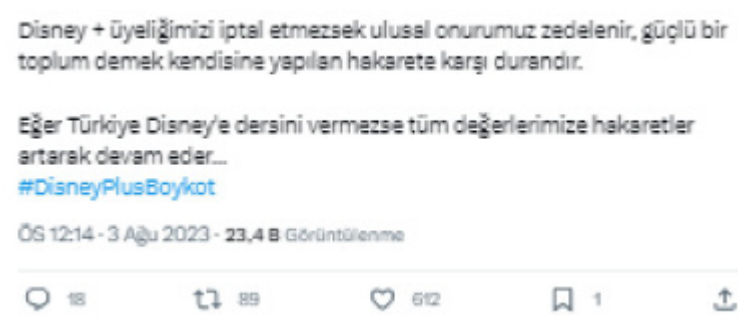 Disney + üyeliğimizi iptal etmezsek ulusal onurumuz zedelenir, güçlü bir
toplum demek kendisine yapılan hakarete karşı durandır.
Eğer Türkiye Disney'e dersini vermezse tüm değerlerimize hakaretler
artarak devam eder...
#DisneyPlusBoykot
ÖS 12:14 · 3 Ağu 2023 · 23,4 B Görüntülenme
18 89 612 1